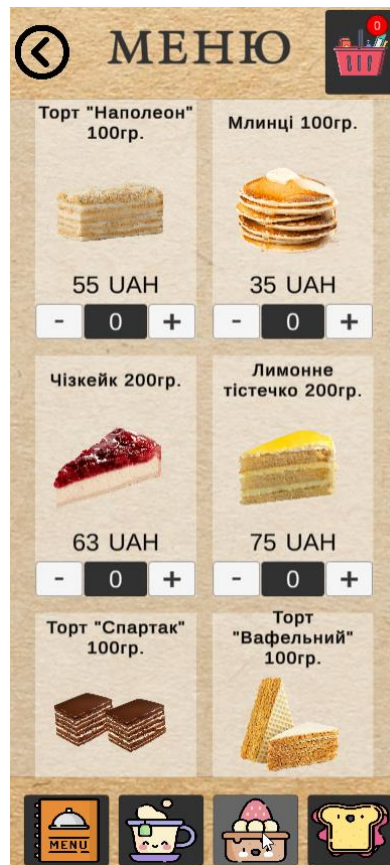 МЕНЮ
0
Торт "Наполеон"
100гр.
Млинці 100гр.
55 UAH
35 UAH
- 0 +
- 0 +
Чізкейк 200гр.
Лимонне
тістечко 200гр.
63 UAH
75 UAH
- 0 +
- 0 +
Торт "Спартак"
100гр.
Торт
"Вафельний"
100гр.
MENU